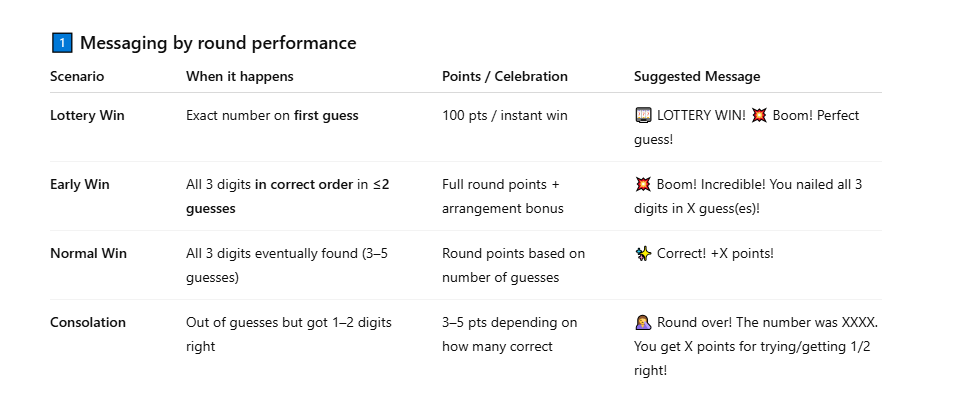 1 Messaging by round performance
Scenario When it happens Points / Celebration Suggested Message
Lottery Win Exact number on first guess 100 pts / instant win 🎰 LOTTERY WIN! 💥 Boom! Perfect
guess!
Early Win All 3 digits in correct order in ≤2 Full round points + 💥 Boom! Incredible! You nailed all 3
guesses arrangement bonus digits in X guess(es)!
Normal Win All 3 digits eventually found (3–5 Round points based on ✨ Correct! +X points!
guesses) number of guesses
Consolation Out of guesses but got 1–2 digits 3–5 pts depending on 🤦‍♀️ Round over! The number was XXXX.
right how many correct You get X points for trying/getting 1/2
right!